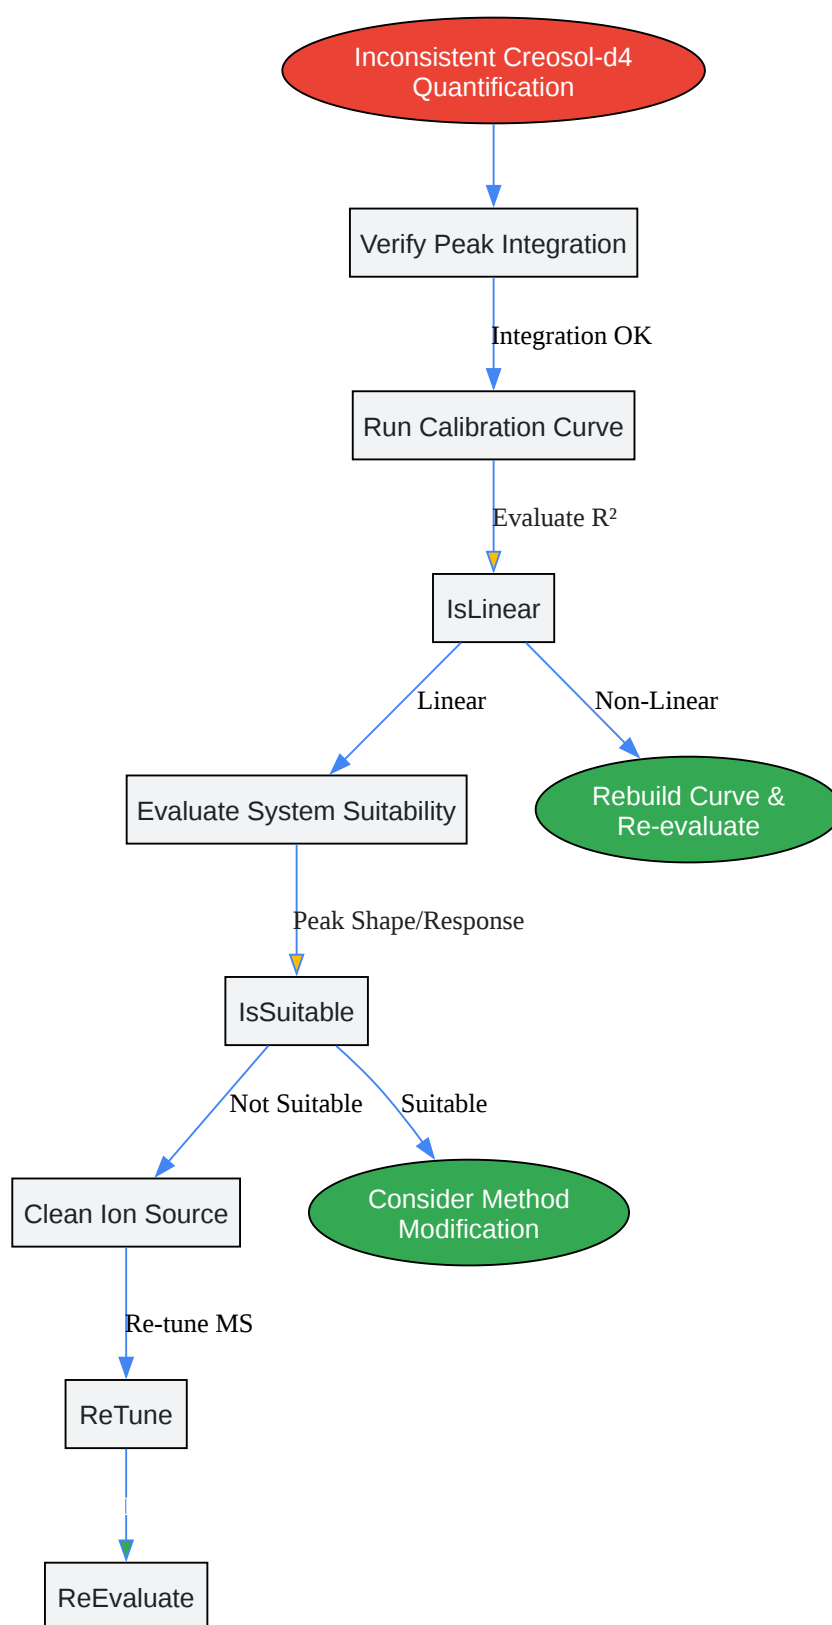 Inconsistent Creosol-d4
Quantification
Verify Peak Integration
Integration OK
Run Calibration Curve
Evaluate R²
IsLinear
Linear
Non-Linear
Evaluate System Suitability
Rebuild Curve &
Re-evaluate
Peak Shape/Response
IsSuitable
Not Suitable
Suitable
Clean Ion Source
Consider Method
Modification
Re-tune MS
ReTune
ReEvaluate